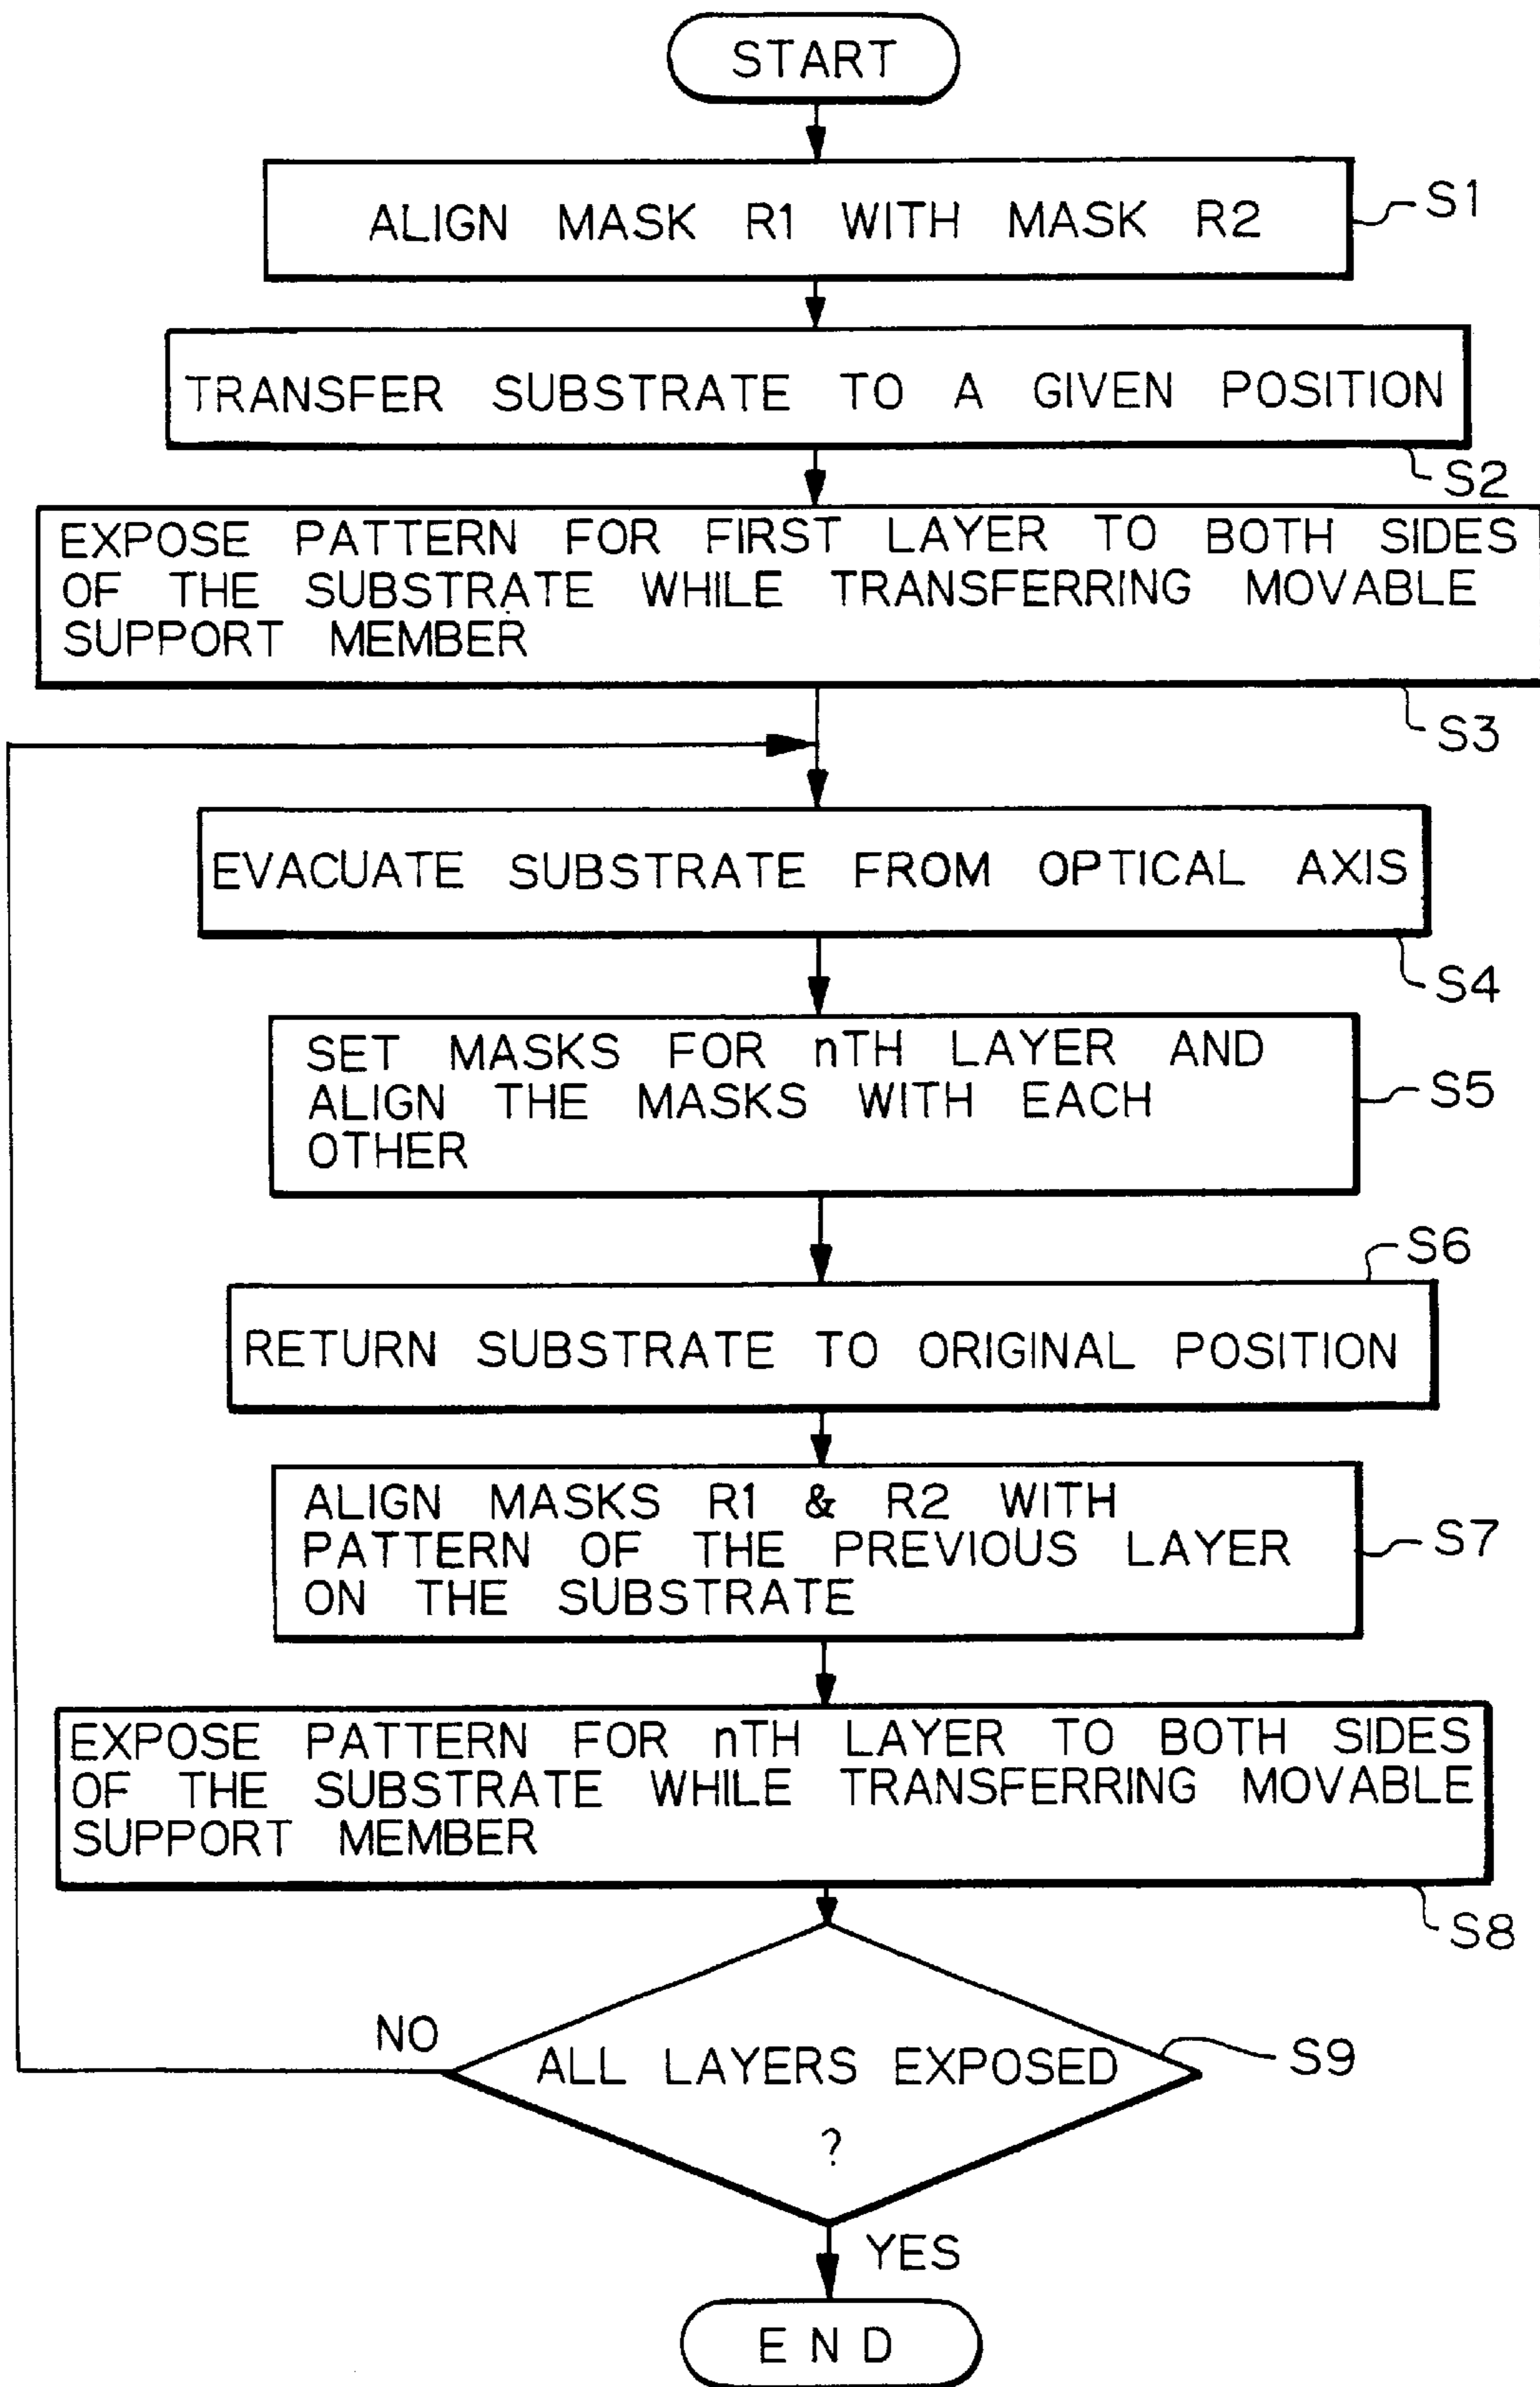 START
ALIGN MASK R1 WITH MASK R2
S1
TRANSFER SUBSTRATE TO A GIVEN POSITION
S2
EXPOSE PATTERN FOR FIRST LAYER TO BOTH SIDES
OF THE SUBSTRATE WHILE TRANSFERRING MOVABLE
SUPPORT MEMBER
S3
EVACUATE SUBSTRATE FROM OPTICAL AXIS
S4
SET MASKS FOR nTH LAYER AND
ALIGN THE MASKS WITH EACH
OTHER
S5
S6
RETURN SUBSTRATE TO ORIGINAL POSITION
ALIGN MASKS R1 & R2 WITH
PATTERN OF THE PREVIOUS LAYER
ON THE SUBSTRATE
S7
EXPOSE PATTERN FOR nTH LAYER TO BOTH SIDES
OF THE SUBSTRATE WHILE TRANSFERRING MOVABLE
SUPPORT MEMBER
S8
NO
ALL LAYERS EXPOSED
?
S9
YES
END